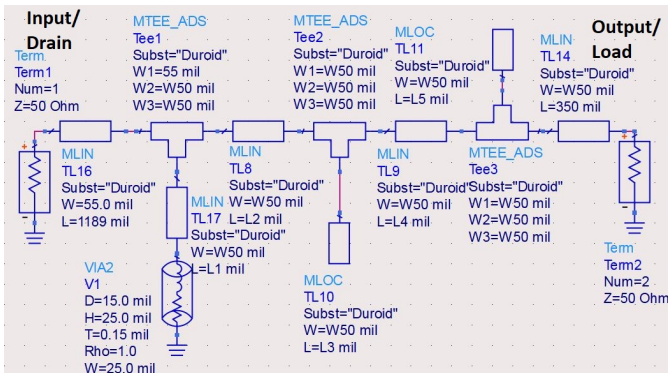 Input/
Drain
Term
Term1
Num=1
Z=50 Ohm
MLIN
TL16
Subst="Duroid"
W=55.0 mil
L=1189 mil
MTEE_ADS
Tee1
Subst="Duroid"
W1=55 mil
W2=W50 mil
W3=W50 mil
MLIN
TL17
Subst="Duroid"
W=W50 mil
L=L1 mil
VIA2
V1
D=15.0 mil
H=25.0 mil
T=0.15 mil
Rho=1.0
W=25.0 mil
MLIN
TL8
Subst="Duroid"
W=W50 mil
L=L2 mil
MTEE_ADS
Tee2
Subst="Duroid"
W1=W50 mil
W2=W50 mil
W3=W50 mil
MLOC
TL10
Subst="Duroid"
W=W50 mil
L=L3 mil
MLIN
TL9
Subst="Duroid"
W=W50 mil
L=L4 mil
MLOC
TL11
Subst="Duroid"
W=W50 mil
L=L5 mil
MTEE_ADS
Tee3
Subst="Duroid"
W1=W50 mil
W2=W50 mil
W3=W50 mil
MLIN
TL14
Subst="Duroid"
W=W50 mil
L=350 mil
Output/
Load
Term
Term2
Num=2
Z=50 Ohm